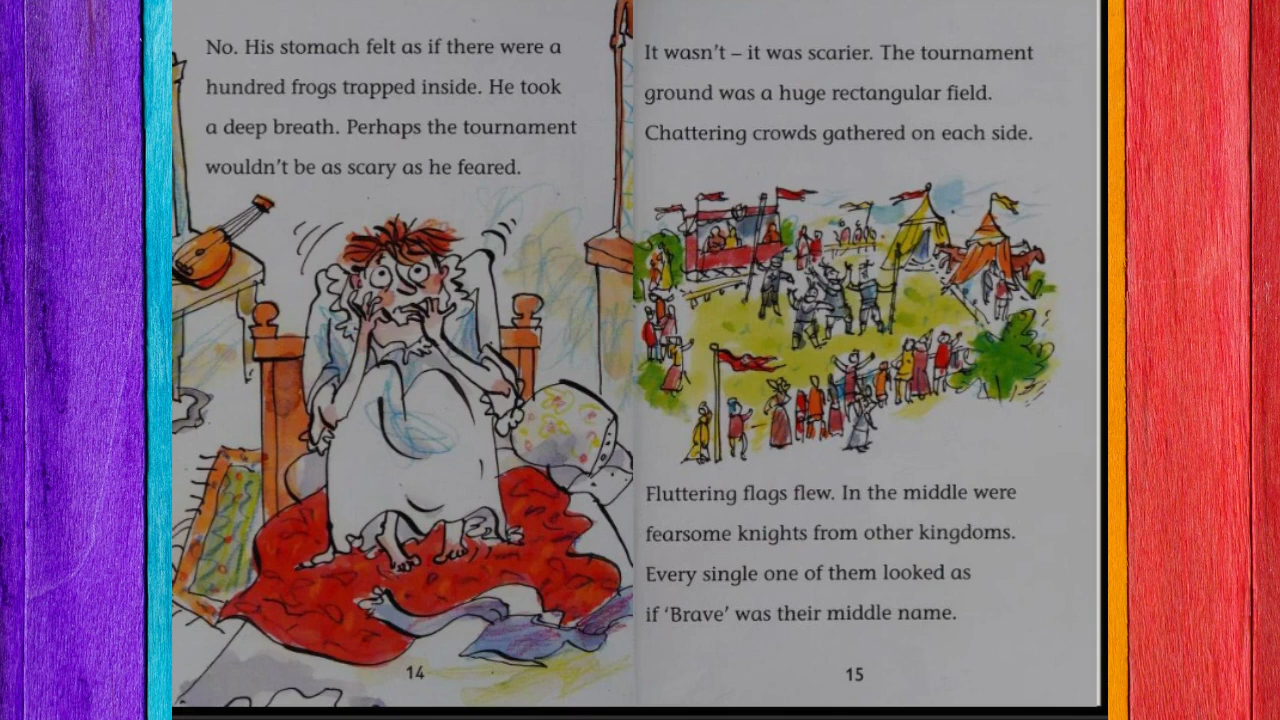 No. His stomach felt as if there were a
hundred frogs trapped inside. He took
a deep breath. Perhaps the tournament
wouldn't be as scary as he feared.
14
It wasn't – it was scarier. The tournament
ground was a huge rectangular field.
Chattering crowds gathered on each side.
Fluttering flags flew. In the middle were
fearsome knights from other kingdoms.
Every single one of them looked as
if ‘Brave’ was their middle name.
15